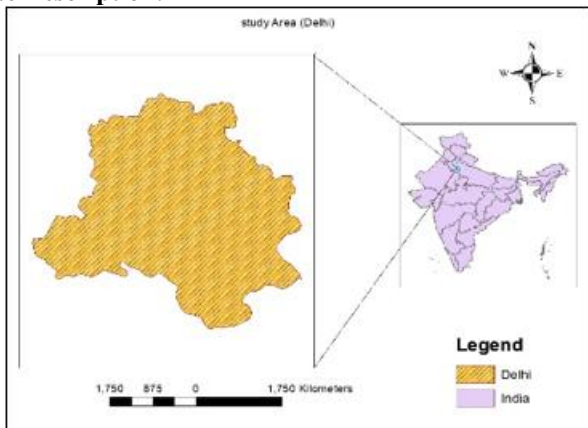 study Area (Delhi)
N
W E
S
1,750 875 0 1,750 Kilometers
Legend
Delhi
India